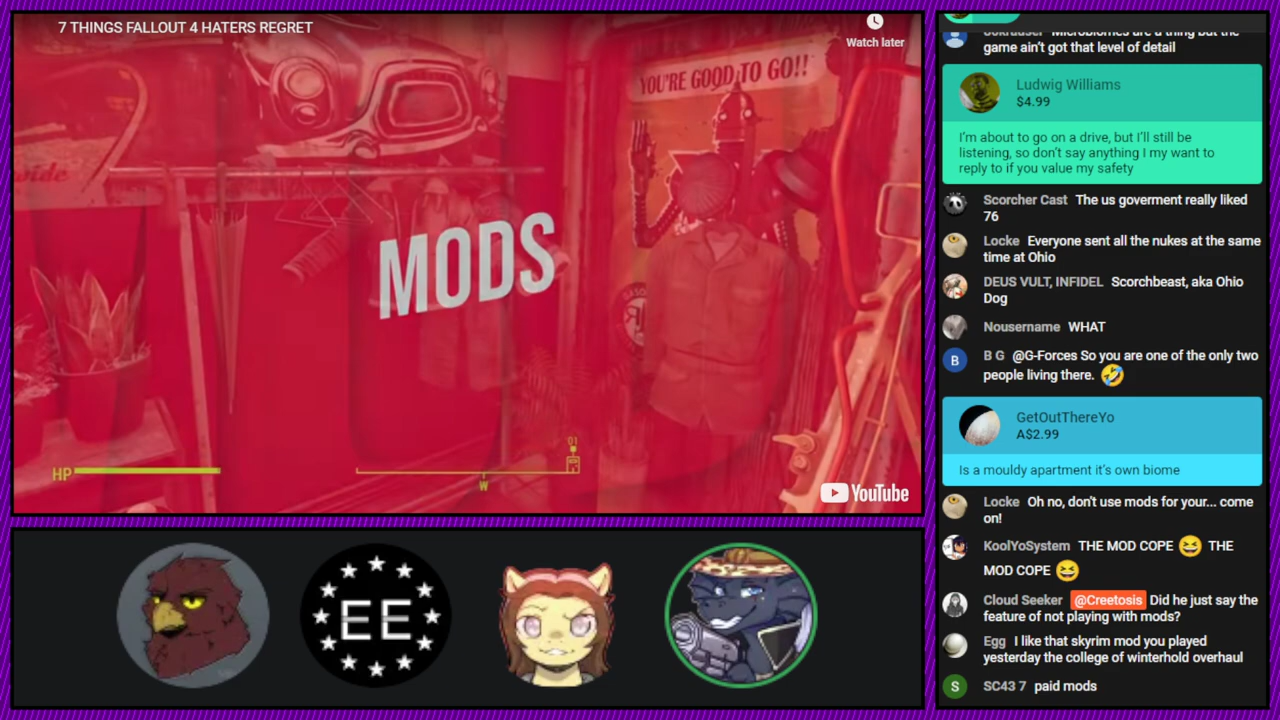 7 THINGS FALLOUT 4 HATERS REGRET
Watch later
YOU'RE GOOD TO GO!!
MODS
HP
W
01
YouTube
EE
Microbiomes are a thing but the
game ain't got that level of detail
Ludwig Williams
$4.99
I'm about to go on a drive, but I'll still be
listening, so don't say anything I my want to
reply to if you value my safety
Scorcher Cast The us goverment really liked
76
Locke Everyone sent all the nukes at the same
time at Ohio
DEUS VULT, INFIDEL Scorchbeast, aka Ohio
Dog
Nousername WHAT
B
B G @G-Forces So you are one of the only two
people living there. 🤣
GetOutThereYo
A$2.99
Is a mouldy apartment it's own biome
Locke Oh no, don't use mods for your... come
on!
KoolYoSystem THE MOD COPE 😆 THE
MOD COPE 😆
Cloud Seeker @Creetosis Did he just say the
feature of not playing with mods?
Egg I like that skyrim mod you played
yesterday the college of winterhold overhaul
S
SC43 7 paid mods